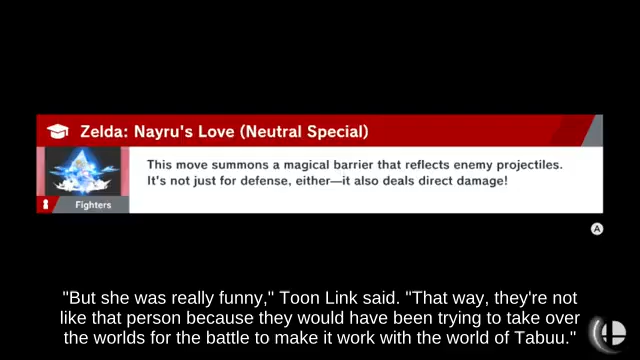 Zelda: Nayru's Love (Neutral Special)
This move summons a magical barrier that reflects enemy projectiles.
It's not just for defense, either—it also deals direct damage!
Fighters
A
"But she was really funny," Toon Link said. "That way, they're not
like that person because they would have been trying to take over
the worlds for the battle to make it work with the world of Tabuu."